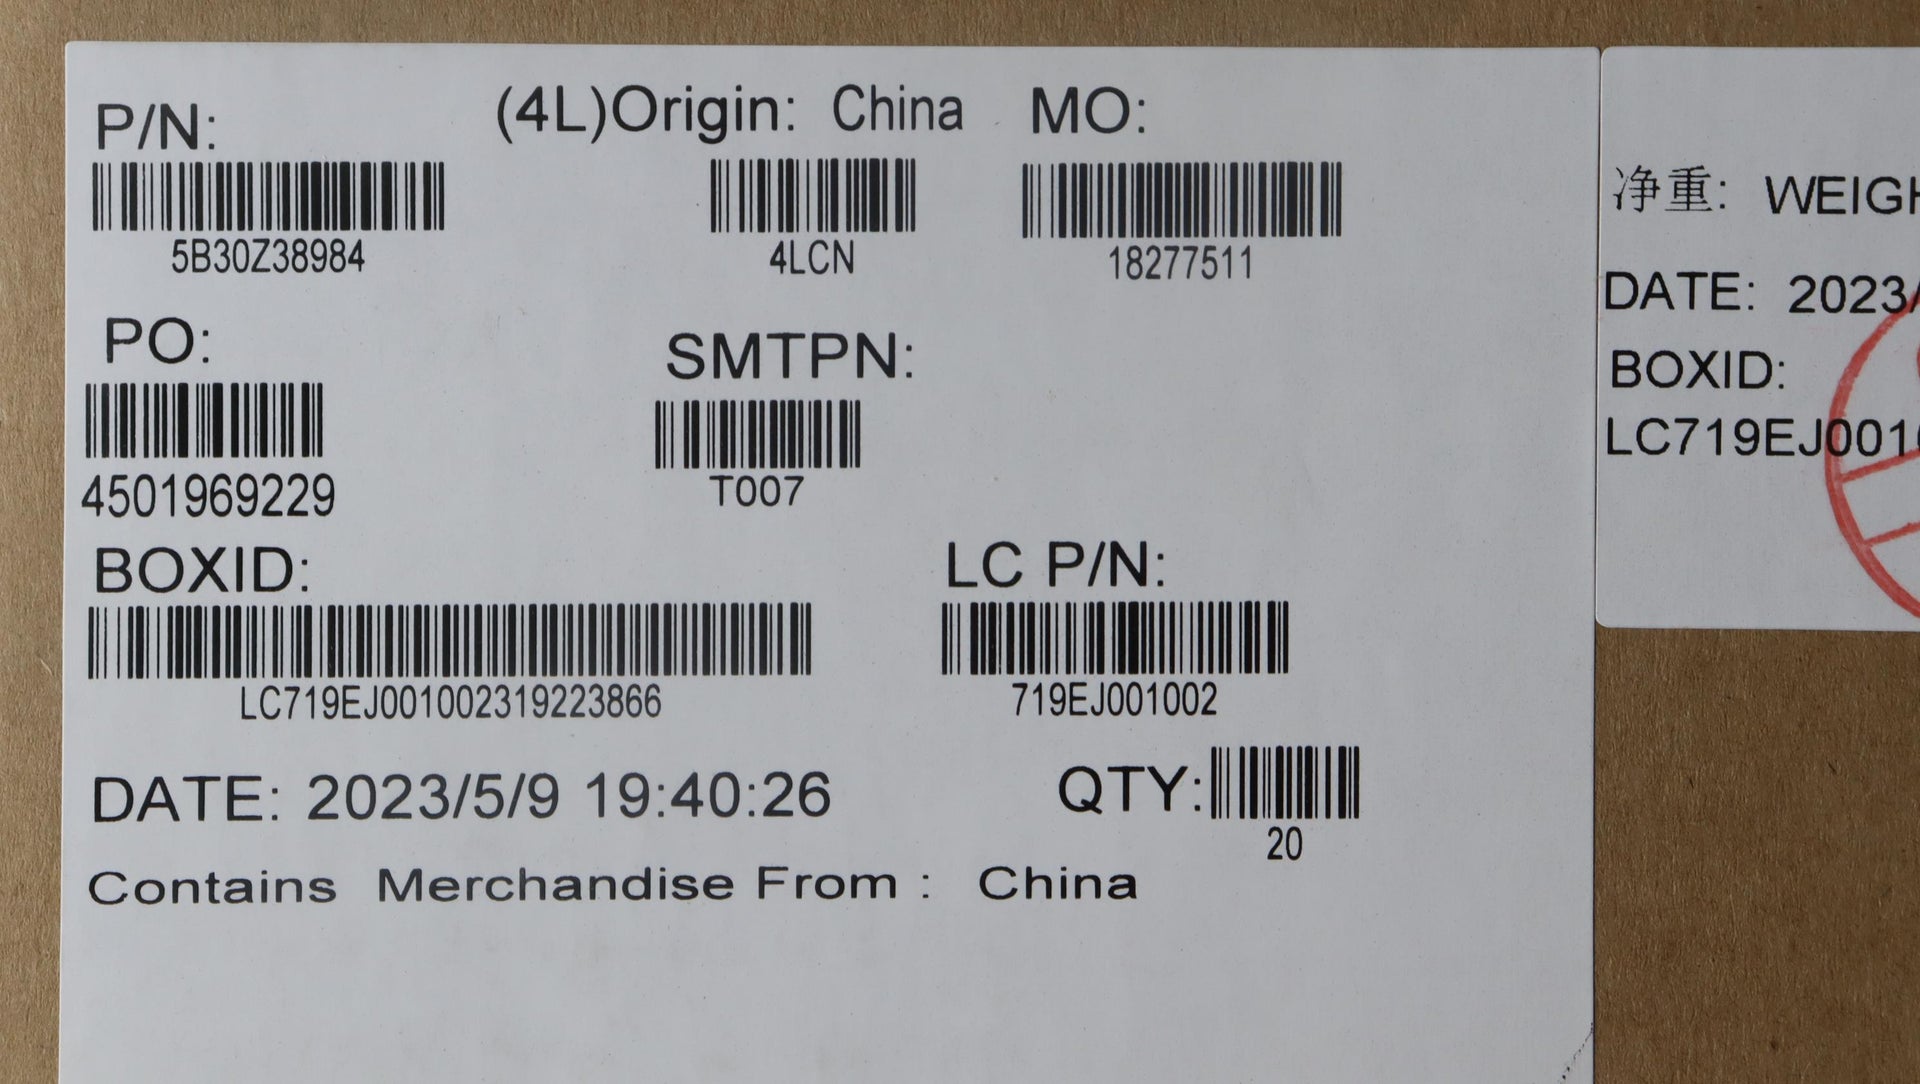 P/N: (4L)Origin: China MO:
5B30Z38984 4LCN 18277511
PO: SMTPN:
4501969229 T007
BOXID: LC P/N:
LC719EJ001002319223866 719EJ001002
DATE: 2023/5/9 19:40:26 QTY:
20
Contains Merchandise From : China
净重: WEIGH
DATE: 2023/
BOXID:
LC719EJ001